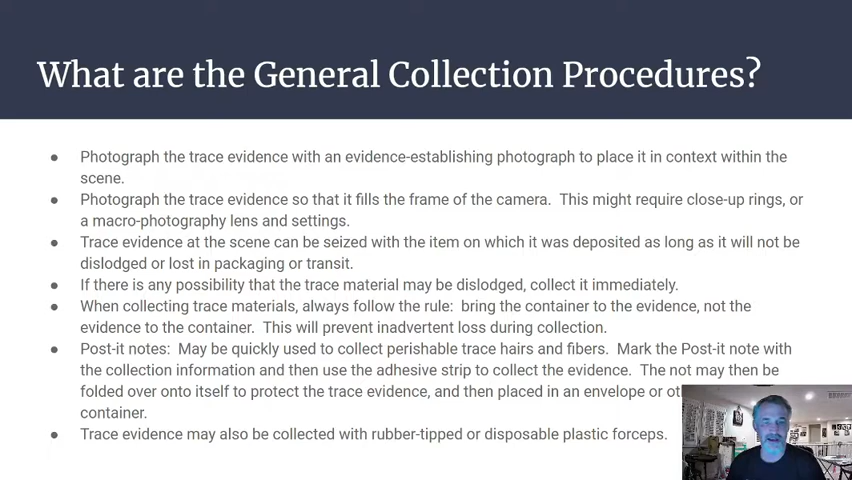 What are the General Collection Procedures?
● Photograph the trace evidence with an evidence-establishing photograph to place it in context within the
scene.
● Photograph the trace evidence so that it fills the frame of the camera.  This might require close-up rings, or
a macro-photography lens and settings.
● Trace evidence at the scene can be seized with the item on which it was deposited as long as it will not be
dislodged or lost in packaging or transit.
● If there is any possibility that the trace material may be dislodged, collect it immediately.
● When collecting trace materials, always follow the rule:  bring the container to the evidence, not the
evidence to the container.  This will prevent inadvertent loss during collection.
● Post-it notes:  May be quickly used to collect perishable trace hairs and fibers.  Mark the Post-it note with
the collection information and then use the adhesive strip to collect the evidence.  The not may then be
folded over onto itself to protect the trace evidence, and then placed in an envelope or
container.
● Trace evidence may also be collected with rubber-tipped or disposable plastic forceps.